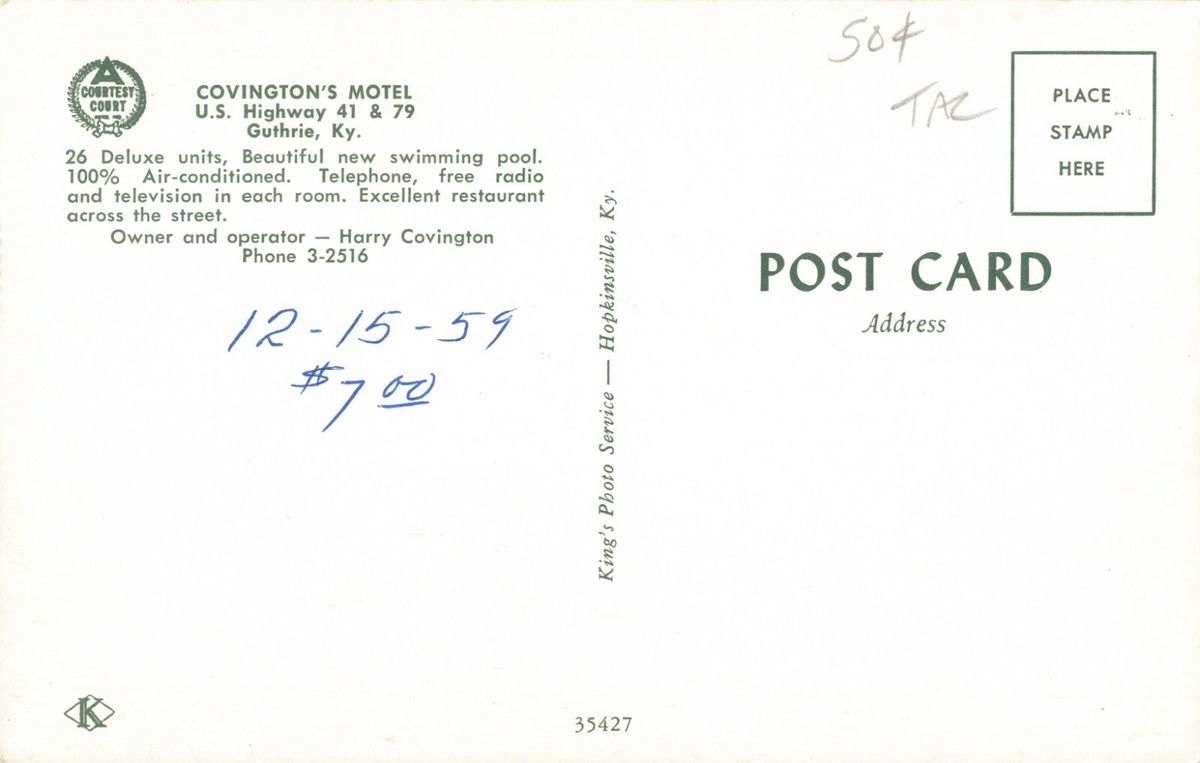 A
COURTESY
COURT
COVINGTON'S MOTEL
U.S. Highway 41 & 79
Guthrie, Ky.
26 Deluxe units, Beautiful new swimming pool.
100% Air-conditioned. Telephone, free radio
and television in each room. Excellent restaurant
across the street.
Owner and operator — Harry Covington
Phone 3-2516
12-15-59
$7 00
K
King's Photo Service — Hopkinsville, Ky.
35427
50¢
PLACE
STAMP
HERE
POST CARD
Address